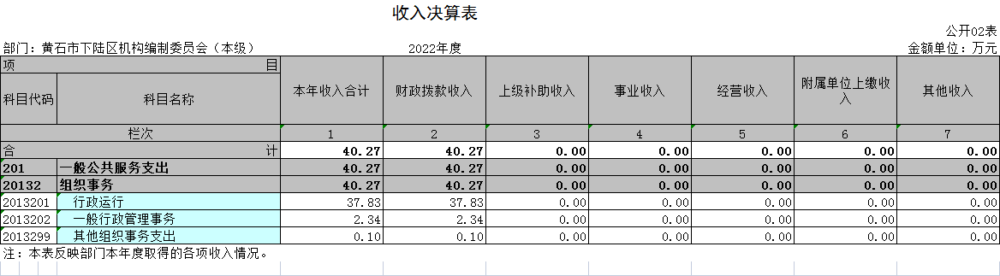 收入决算表
公开02表
部门：黄石市下陆区机构编制委员会（本级） 2022年度 金额单位：万元
项 目 本年收入合计 财政拨款收入 上级补助收入 事业收入 经营收入 附属单位上缴收入 其他收入
科目代码 科目名称
栏次 1 2 3 4 5 6 7
合 计 40.27 40.27 0.00 0.00 0.00 0.00 0.00
201 一般公共服务支出 40.27 40.27 0.00 0.00 0.00 0.00 0.00
20132 组织事务 40.27 40.27 0.00 0.00 0.00 0.00 0.00
2013201 行政运行 37.83 37.83 0.00 0.00 0.00 0.00 0.00
2013202 一般行政管理事务 2.34 2.34 0.00 0.00 0.00 0.00 0.00
2013299 其他组织事务支出 0.10 0.10 0.00 0.00 0.00 0.00 0.00
注：本表反映部门本年度取得的各项收入情况。